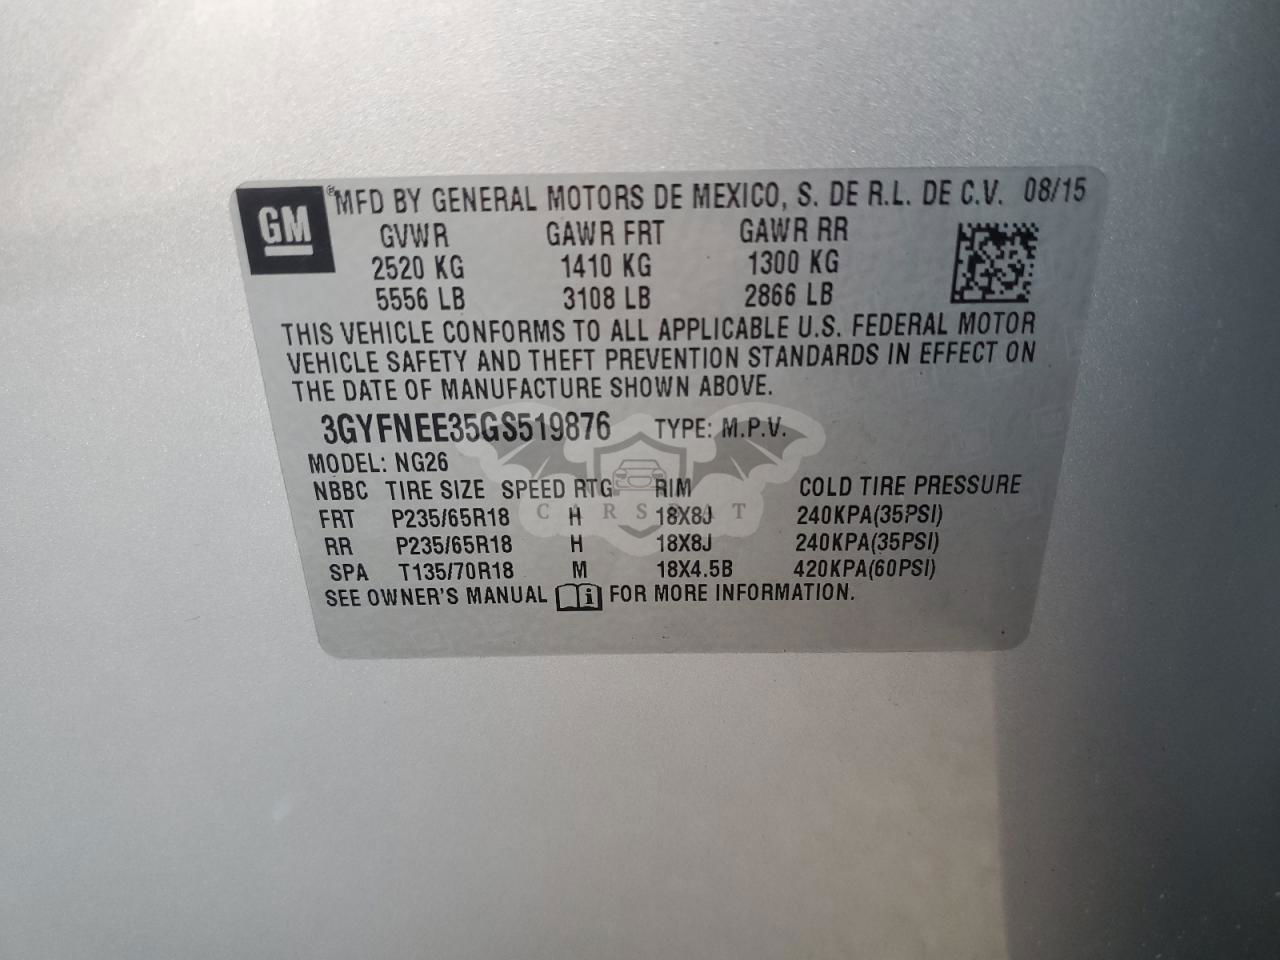 GM ® MFD BY GENERAL MOTORS DE MEXICO, S. DE R.L. DE C.V. 08/15
GVWR GAWR FRT GAWR RR
2520 KG 1410 KG 1300 KG
5556 LB 3108 LB 2866 LB
THIS VEHICLE CONFORMS TO ALL APPLICABLE U.S. FEDERAL MOTOR
VEHICLE SAFETY AND THEFT PREVENTION STANDARDS IN EFFECT ON
THE DATE OF MANUFACTURE SHOWN ABOVE.
3GYFNEE35GS519876 TYPE: M.P.V.
MODEL: NG26
NBBC TIRE SIZE SPEED RTG RIM COLD TIRE PRESSURE
FRT P235/65R18 H 18X8J 240KPA(35PSI)
RR P235/65R18 H 18X8J 240KPA(35PSI)
SPA T135/70R18 M 18X4.5B 420KPA(60PSI)
SEE OWNER'S MANUAL i FOR MORE INFORMATION.